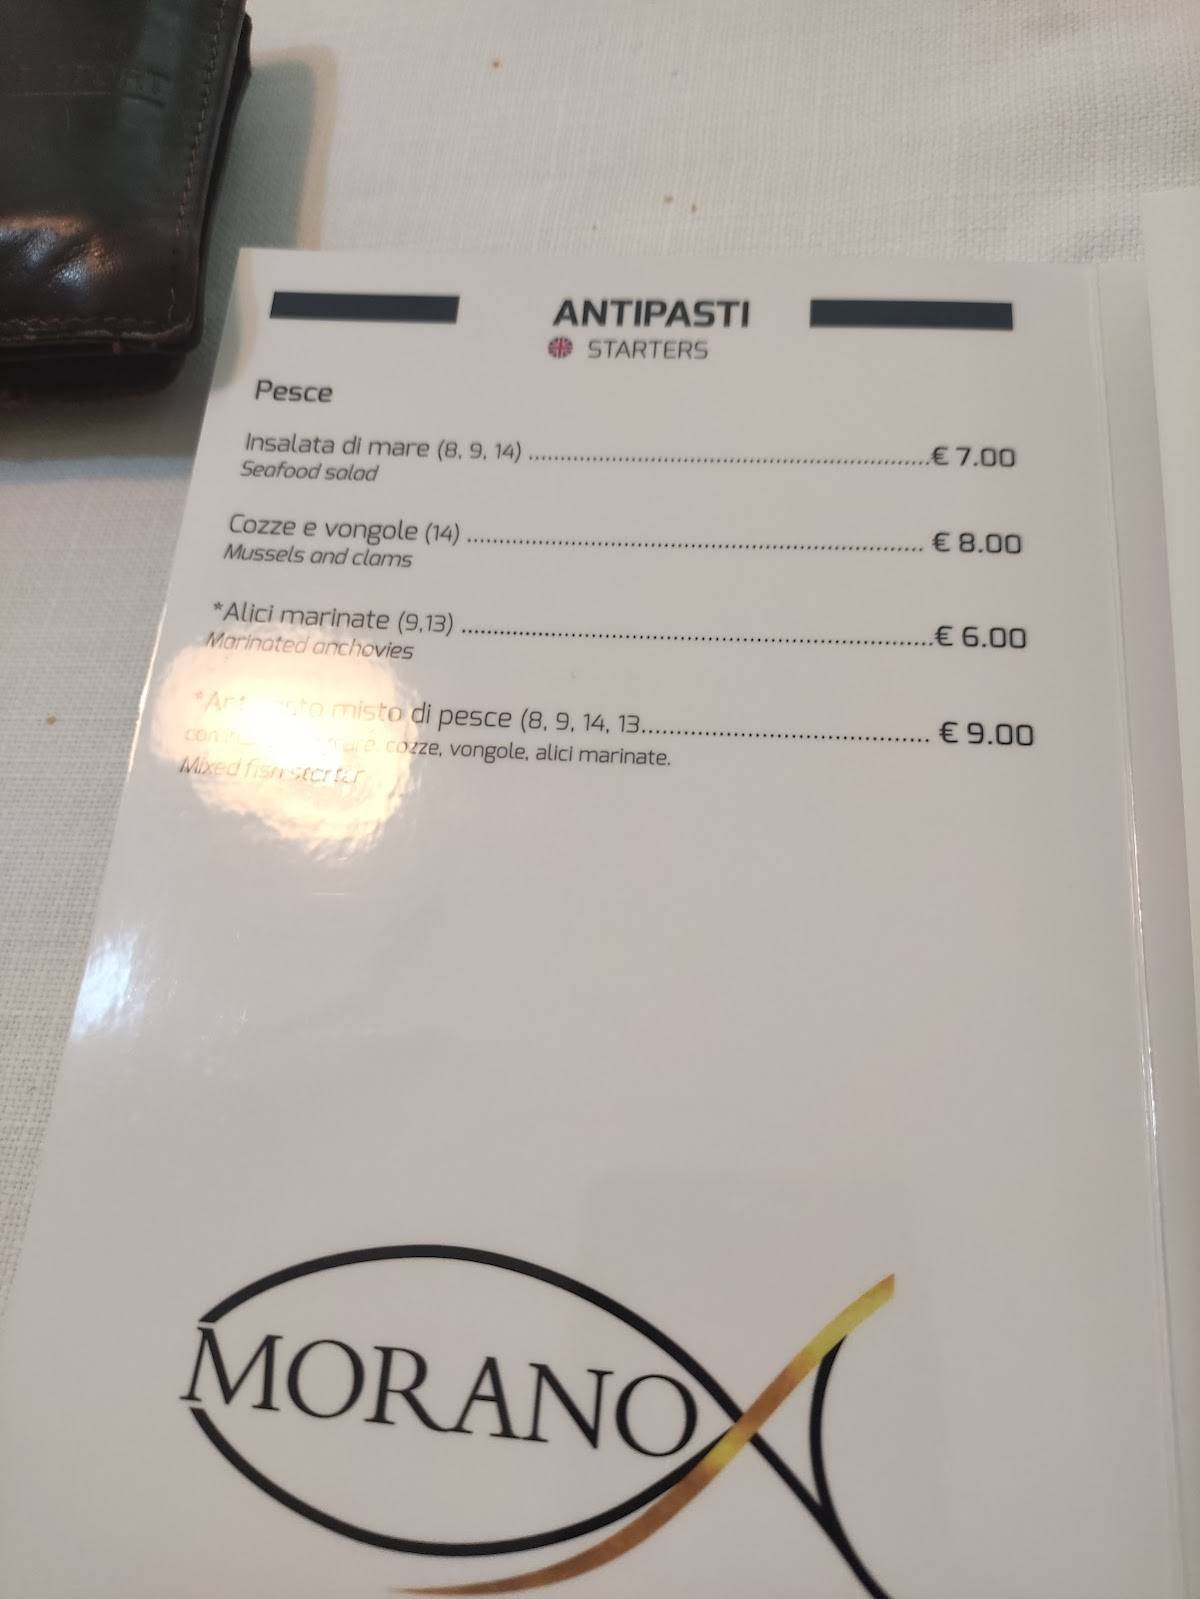 ANTIPASTI
STARTERS
Pesce
Insalata di mare (8, 9, 14) € 7.00
Seafood salad
Cozze e vongole (14) € 8.00
Mussels and clams
*Alici marinate (9,13) € 6.00
Marinated anchovies
misto di pesce (8, 9, 14, 13 € 9.00
cozze, vongole, alici marinate.
Mixed fish starter
MORANO